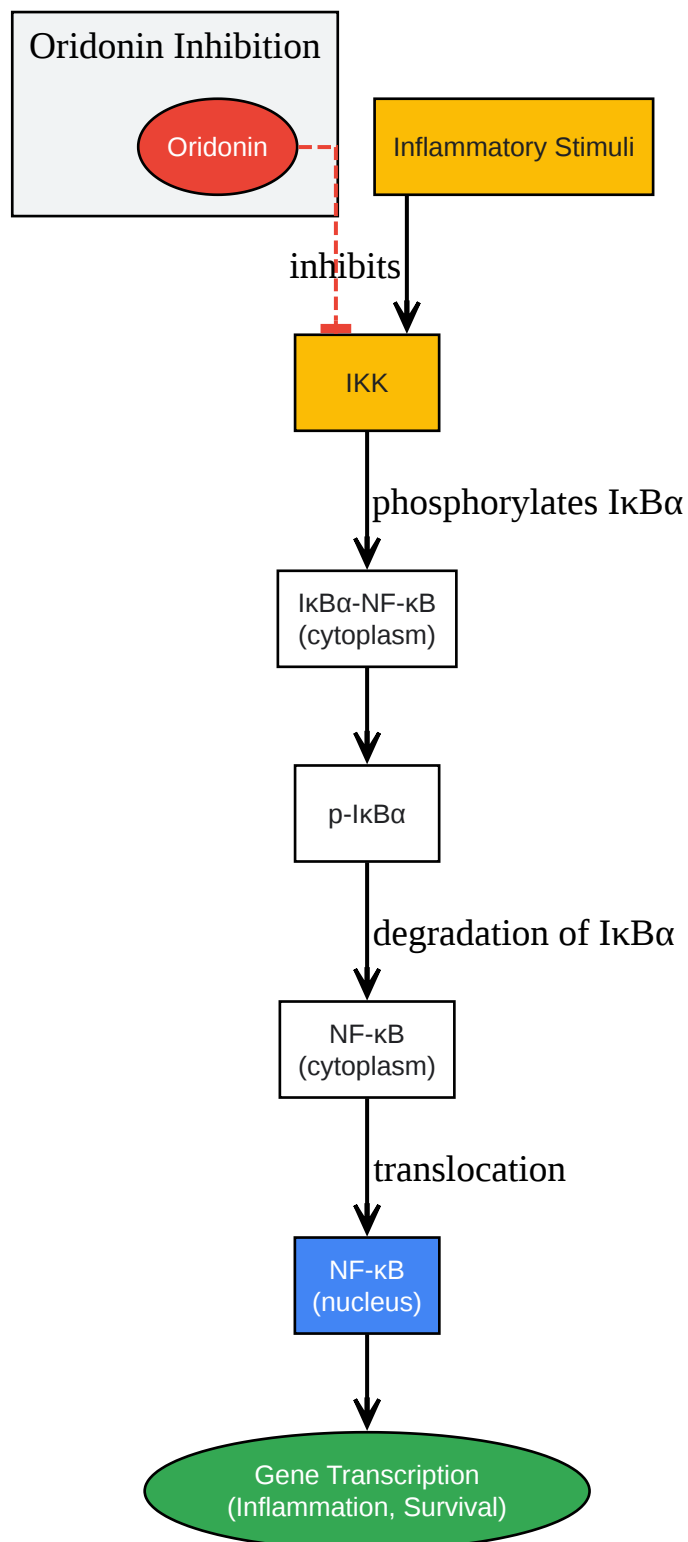 Oridonin Inhibition
Oridonin
Inflammatory Stimuli
inhibits
IKK
phosphorylates IκBα
IκBα-NF-κB
(cytoplasm)
p-IκBα
degradation of IκBα
NF-κB
(cytoplasm)
translocation
NF-κB
(nucleus)
Gene Transcription
(Inflammation, Survival)